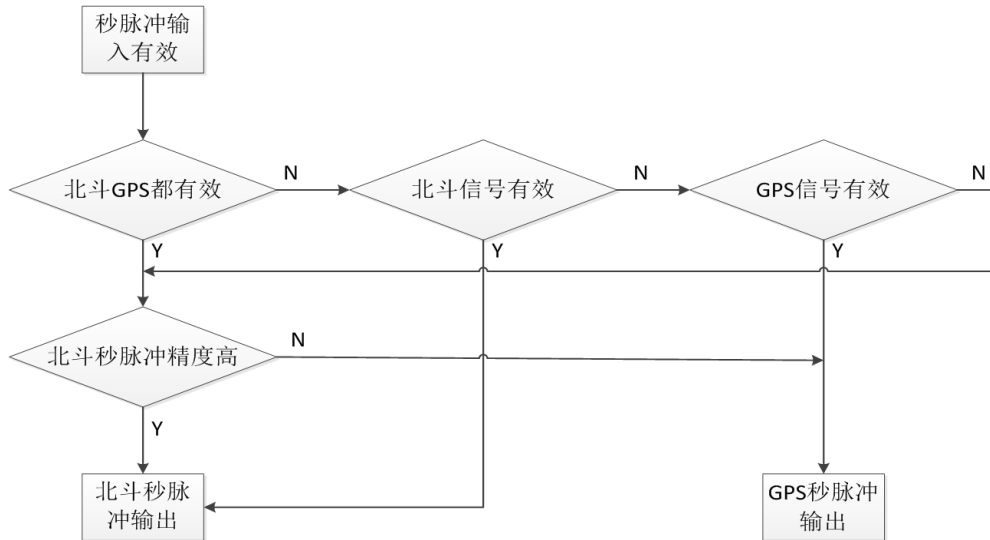 秒脉冲输
入有效
北斗GPS都有效
N
北斗信号有效
N
GPS信号有效
N
Y
Y
Y
北斗秒脉冲精度高
N
Y
北斗秒脉
冲输出
GPS秒脉冲
输出